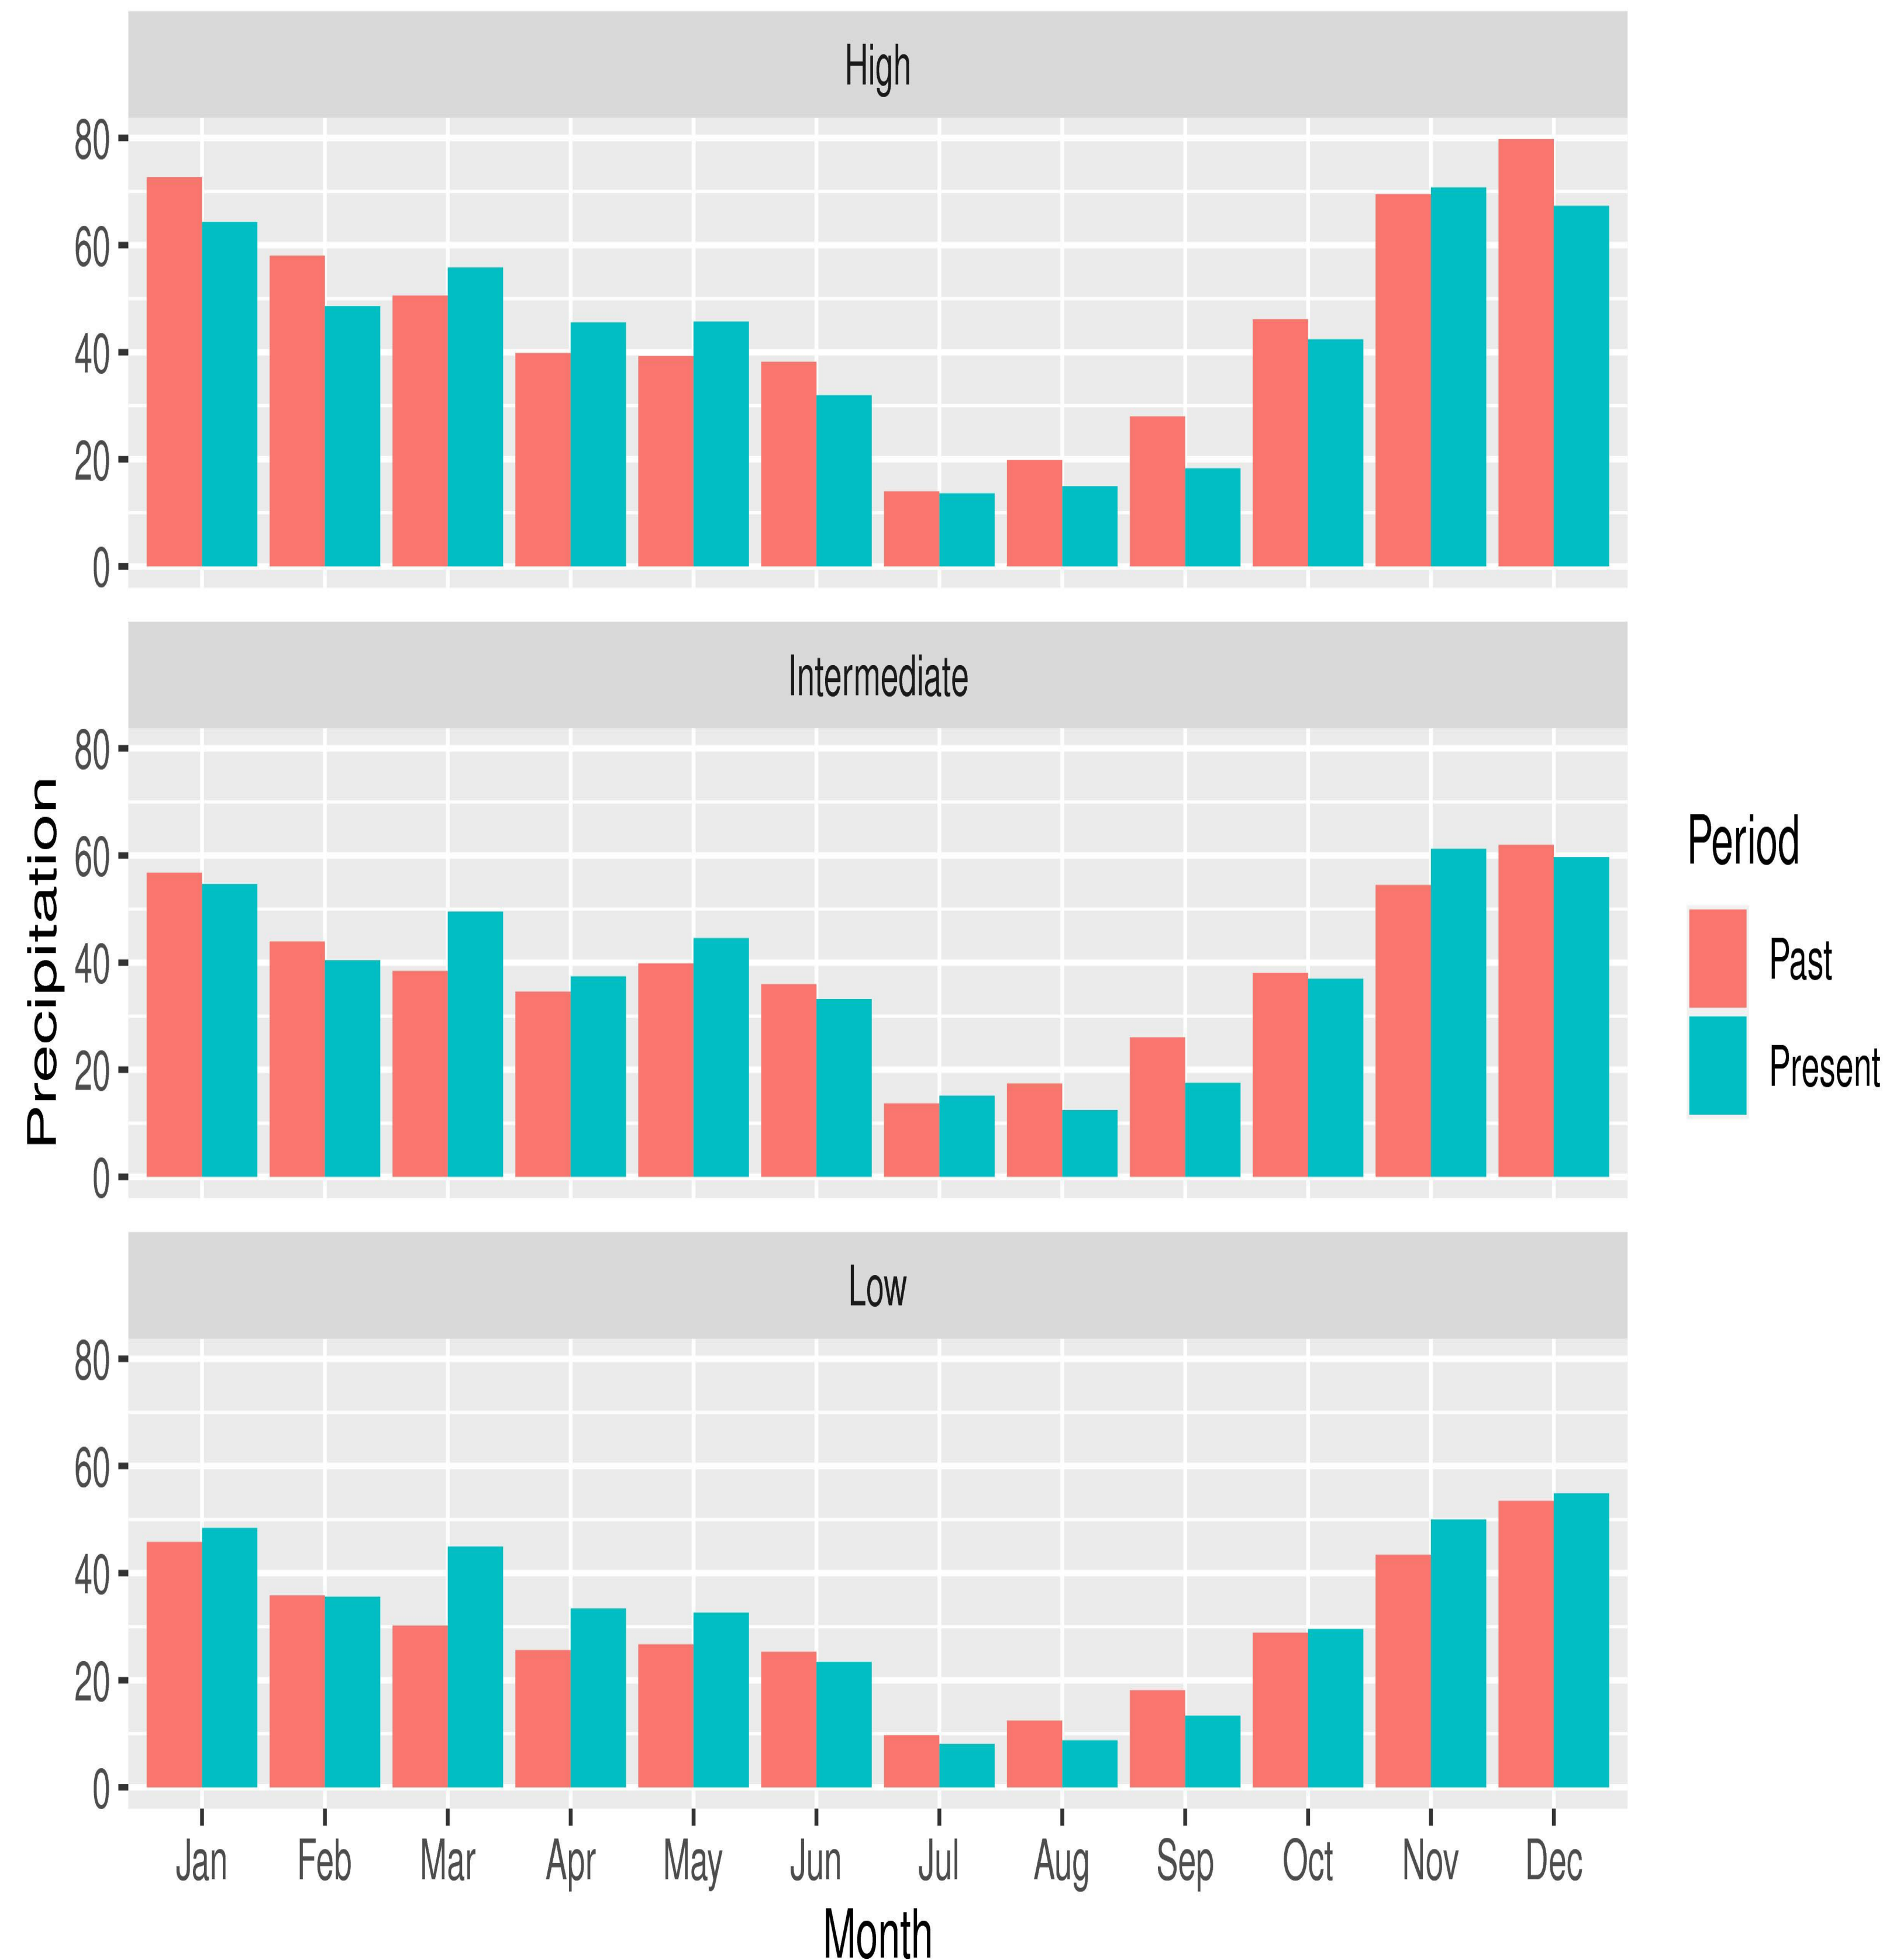 High
80
60
40
20
0
Intermediate
80
60
40
20
0
Low
80
60
40
20
0
Jan Feb Mar Apr May Jun Jul Aug Sep Oct Nov Dec
Month
Precipitation
Period
Past
Present